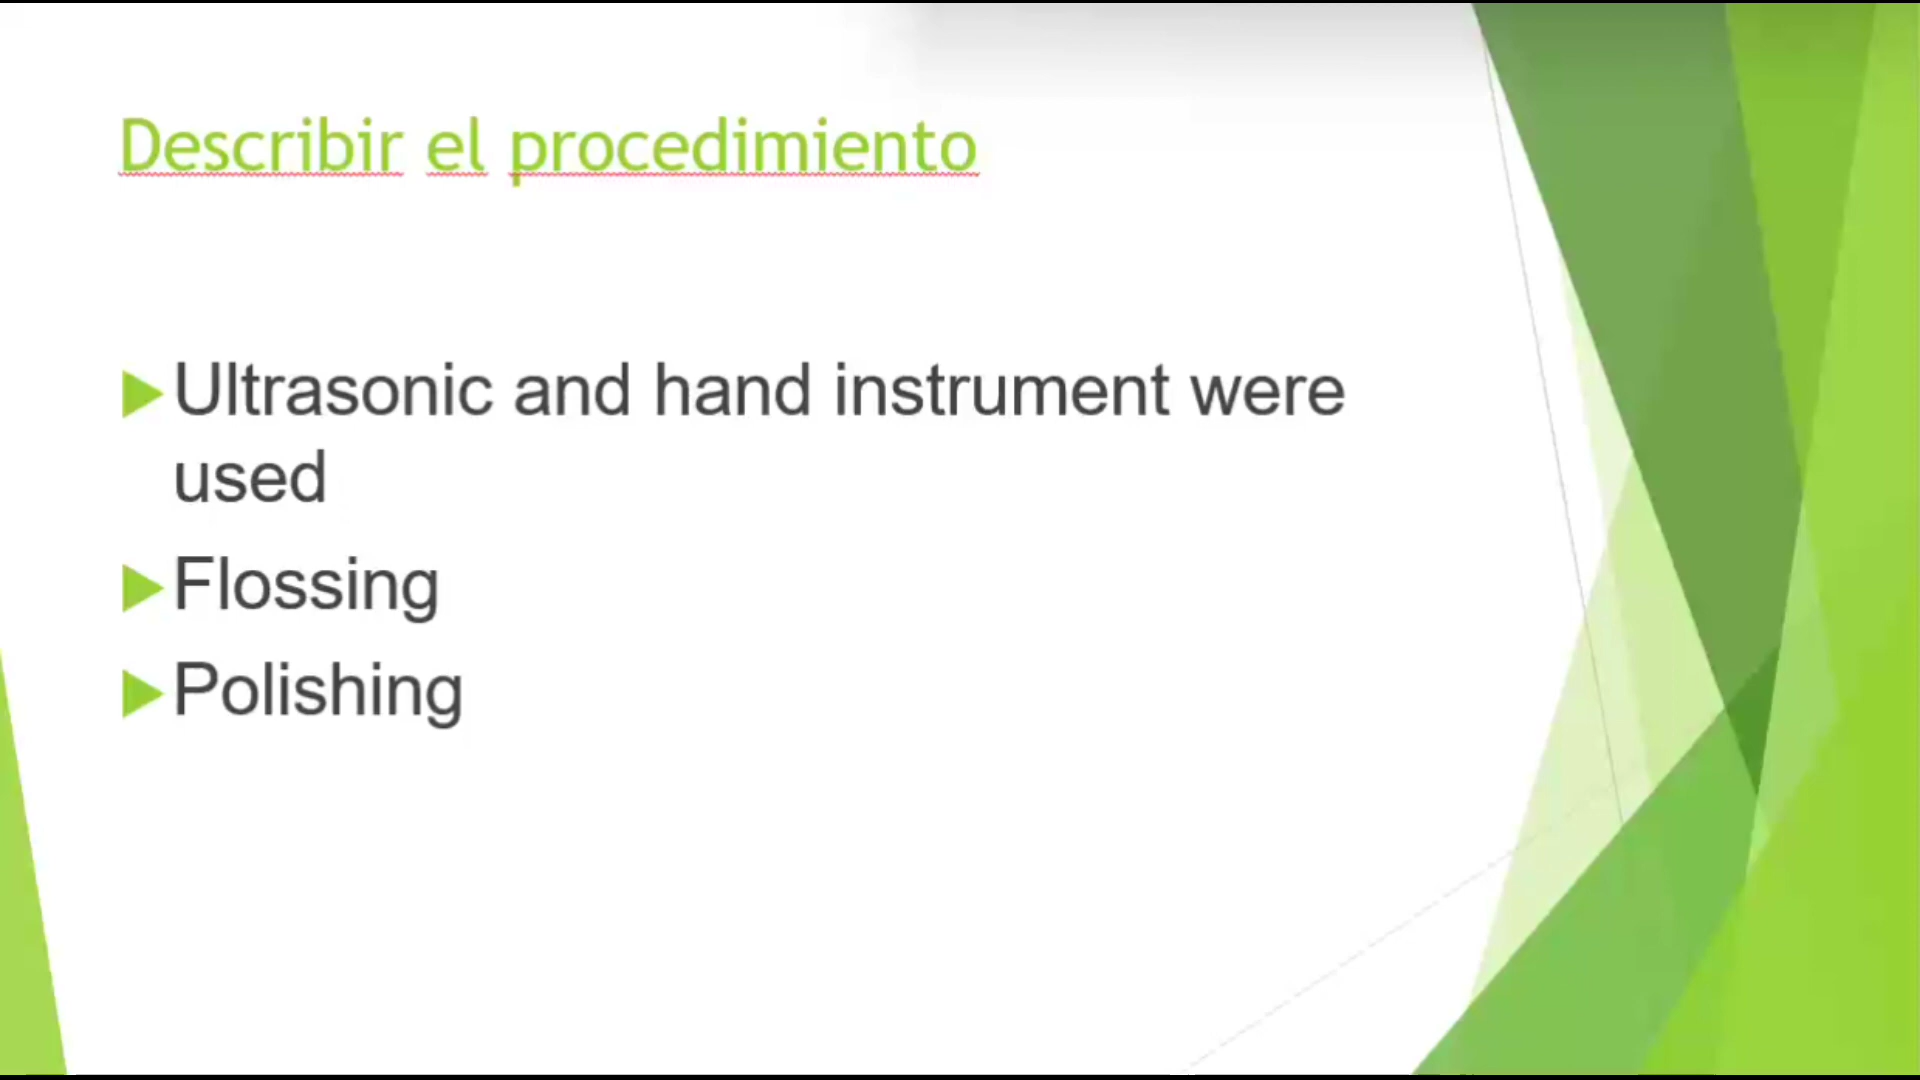 Describir el procedimiento
Ultrasonic and hand instrument were
used
Flossing
Polishing